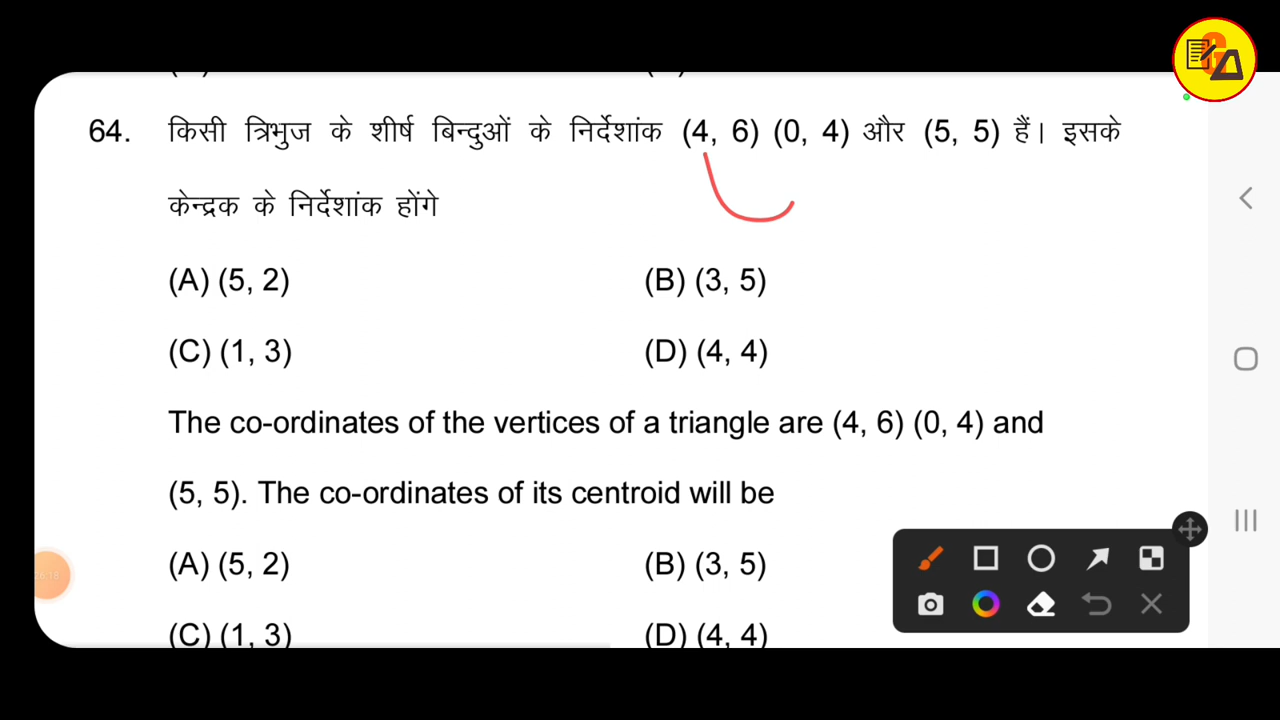 64. किसी त्रिभुज के शीर्ष बिन्दुओं के निर्देशांक (4, 6) (0, 4) और (5, 5) हैं। इसके
केन्द्रक के निर्देशांक होंगे
(A) (5, 2) (B) (3, 5)
(C) (1, 3) (D) (4, 4)
The co-ordinates of the vertices of a triangle are (4, 6) (0, 4) and
(5, 5). The co-ordinates of its centroid will be
(A) (5, 2) (B) (3, 5)
(C) (1, 3) (D) (4, 4)